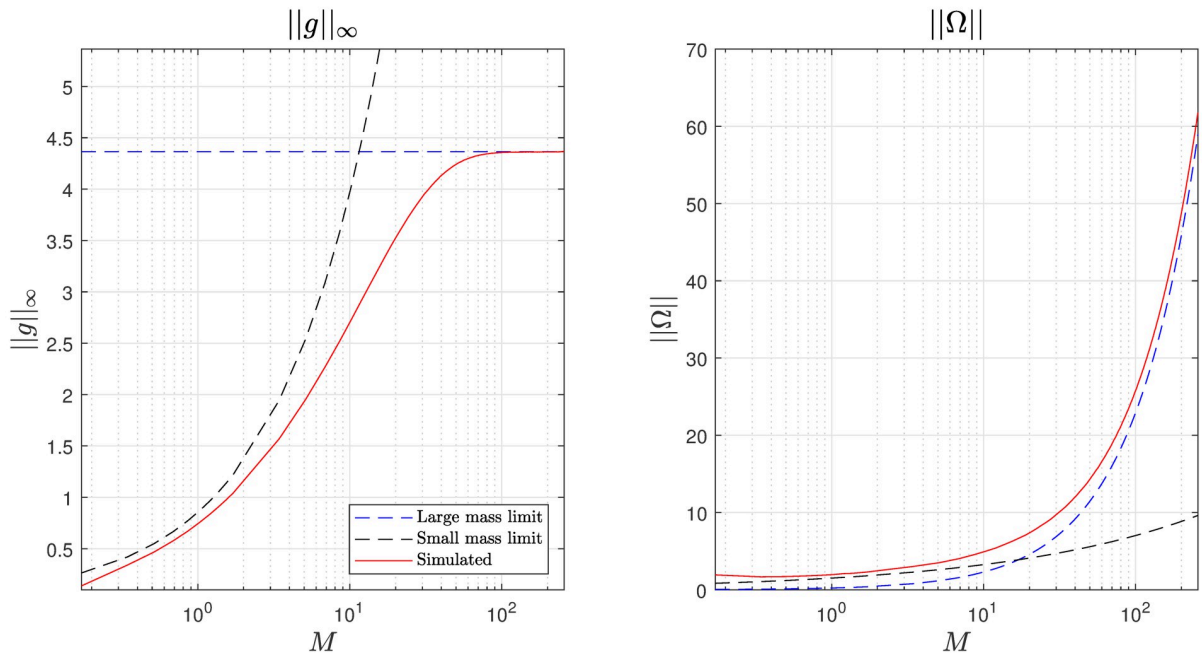 ||g||∞
||g||∞
5
4.5
4
3.5
3
2.5
2
1.5
1
0.5
10⁰
10¹
10²
M
Large mass limit
Small mass limit
Simulated
||Ω||
||Ω||
70
60
50
40
30
20
10
0
10⁰
10¹
10²
M